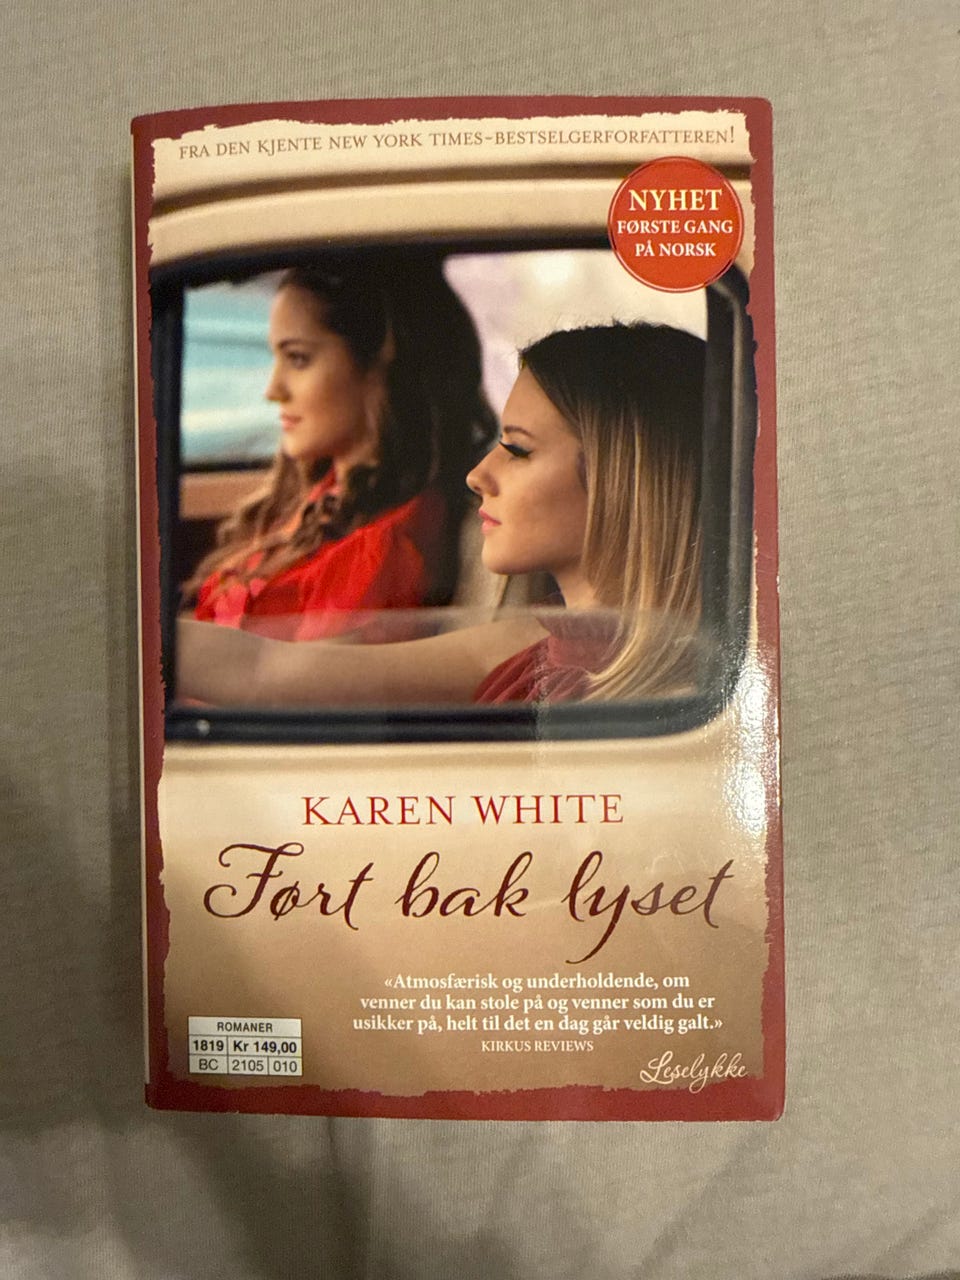 FRA DEN KJENTE NEW YORK TIMES-BESTSELGERFORFATTEREN!
NYHET
FØRSTE GANG
PÅ NORSK
KAREN WHITE
Ført bak lyset
«Atmosfærisk og underholdende, om
venner du kan stole på og venner som du er
usikker på, helt til det en dag går veldig galt.»
KIRKUS REVIEWS
ROMANER
1819 Kr 149,00
BC 2105 010
Leselykke